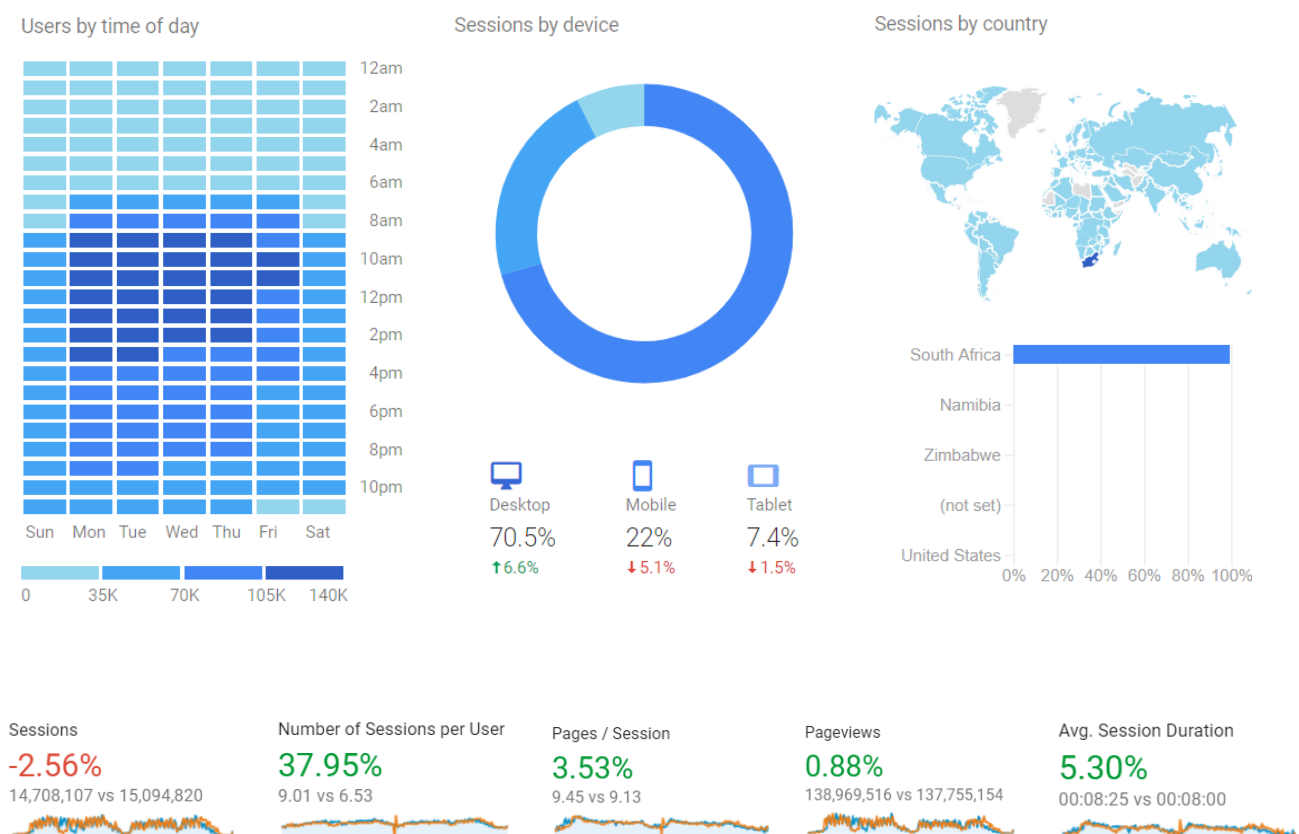 Users by time of day
12am
2am
4am
6am
8am
10am
12pm
2pm
4pm
6pm
8pm
10pm
Sun Mon Tue Wed Thu Fri Sat
0 35K 70K 105K 140K
Sessions by device
Desktop Mobile Tablet
70.5% 22% 7.4%
6.6% 5.1% 1.5%
Sessions by country
South Africa
Namibia
Zimbabwe
(not set)
United States
0% 20% 40% 60% 80% 100%
Sessions
-2.56%
14,708,107 vs 15,094,820
Number of Sessions per User
37.95%
9.01 vs 6.53
Pages / Session
3.53%
9.45 vs 9.13
Pageviews
0.88%
138,969,516 vs 137,755,154
Avg. Session Duration
5.30%
00:08:25 vs 00:08:00